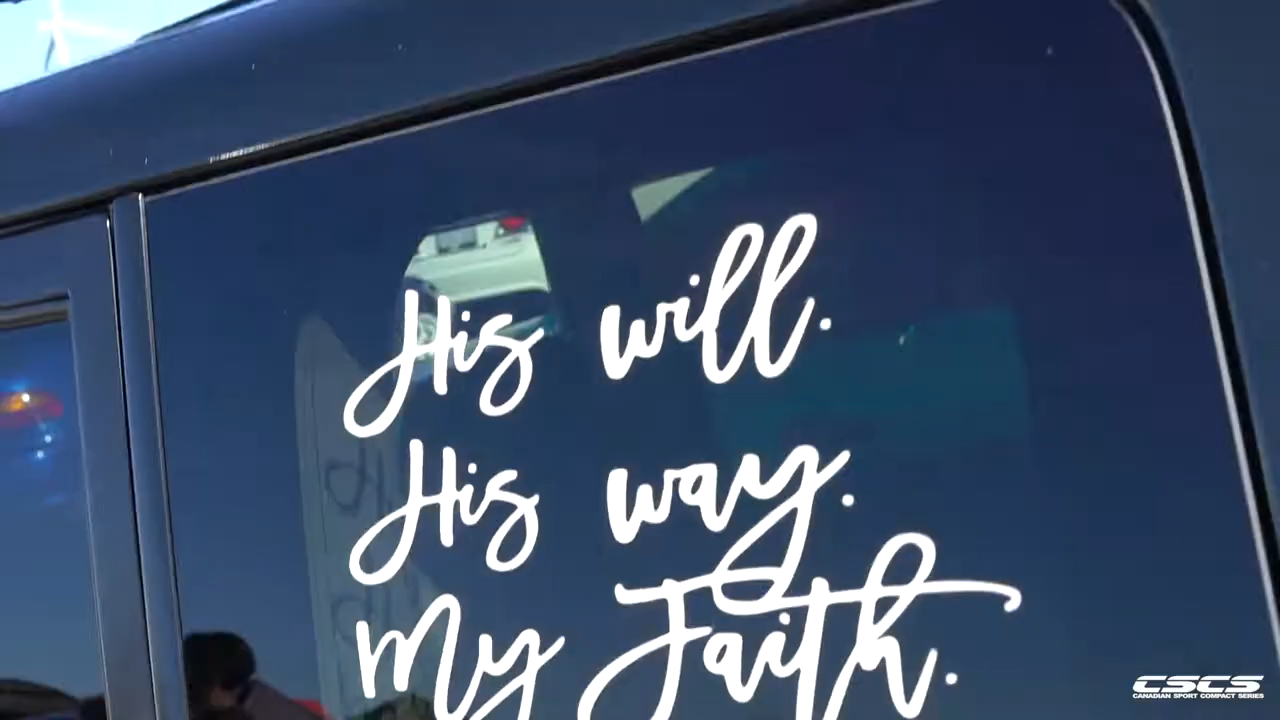 His will.
His way.
My Faith.
CSCS
CANADIAN SPORT COMPACT SERIES